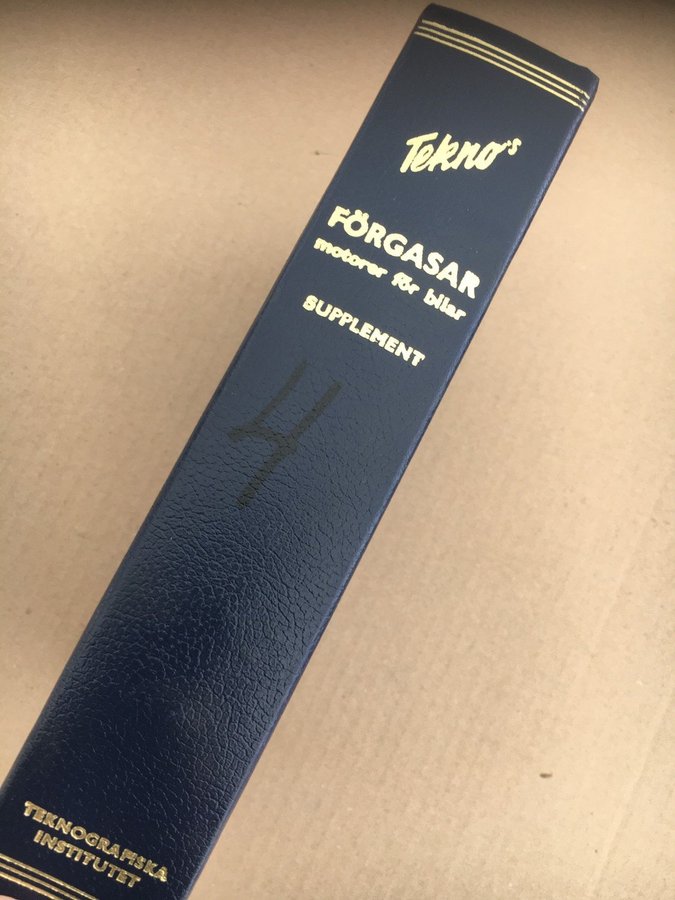 Tekno's
FÖRGASAR
motorer för bilar
SUPPLEMENT
4
TEKNOGRAFISKA
INSTITUTET